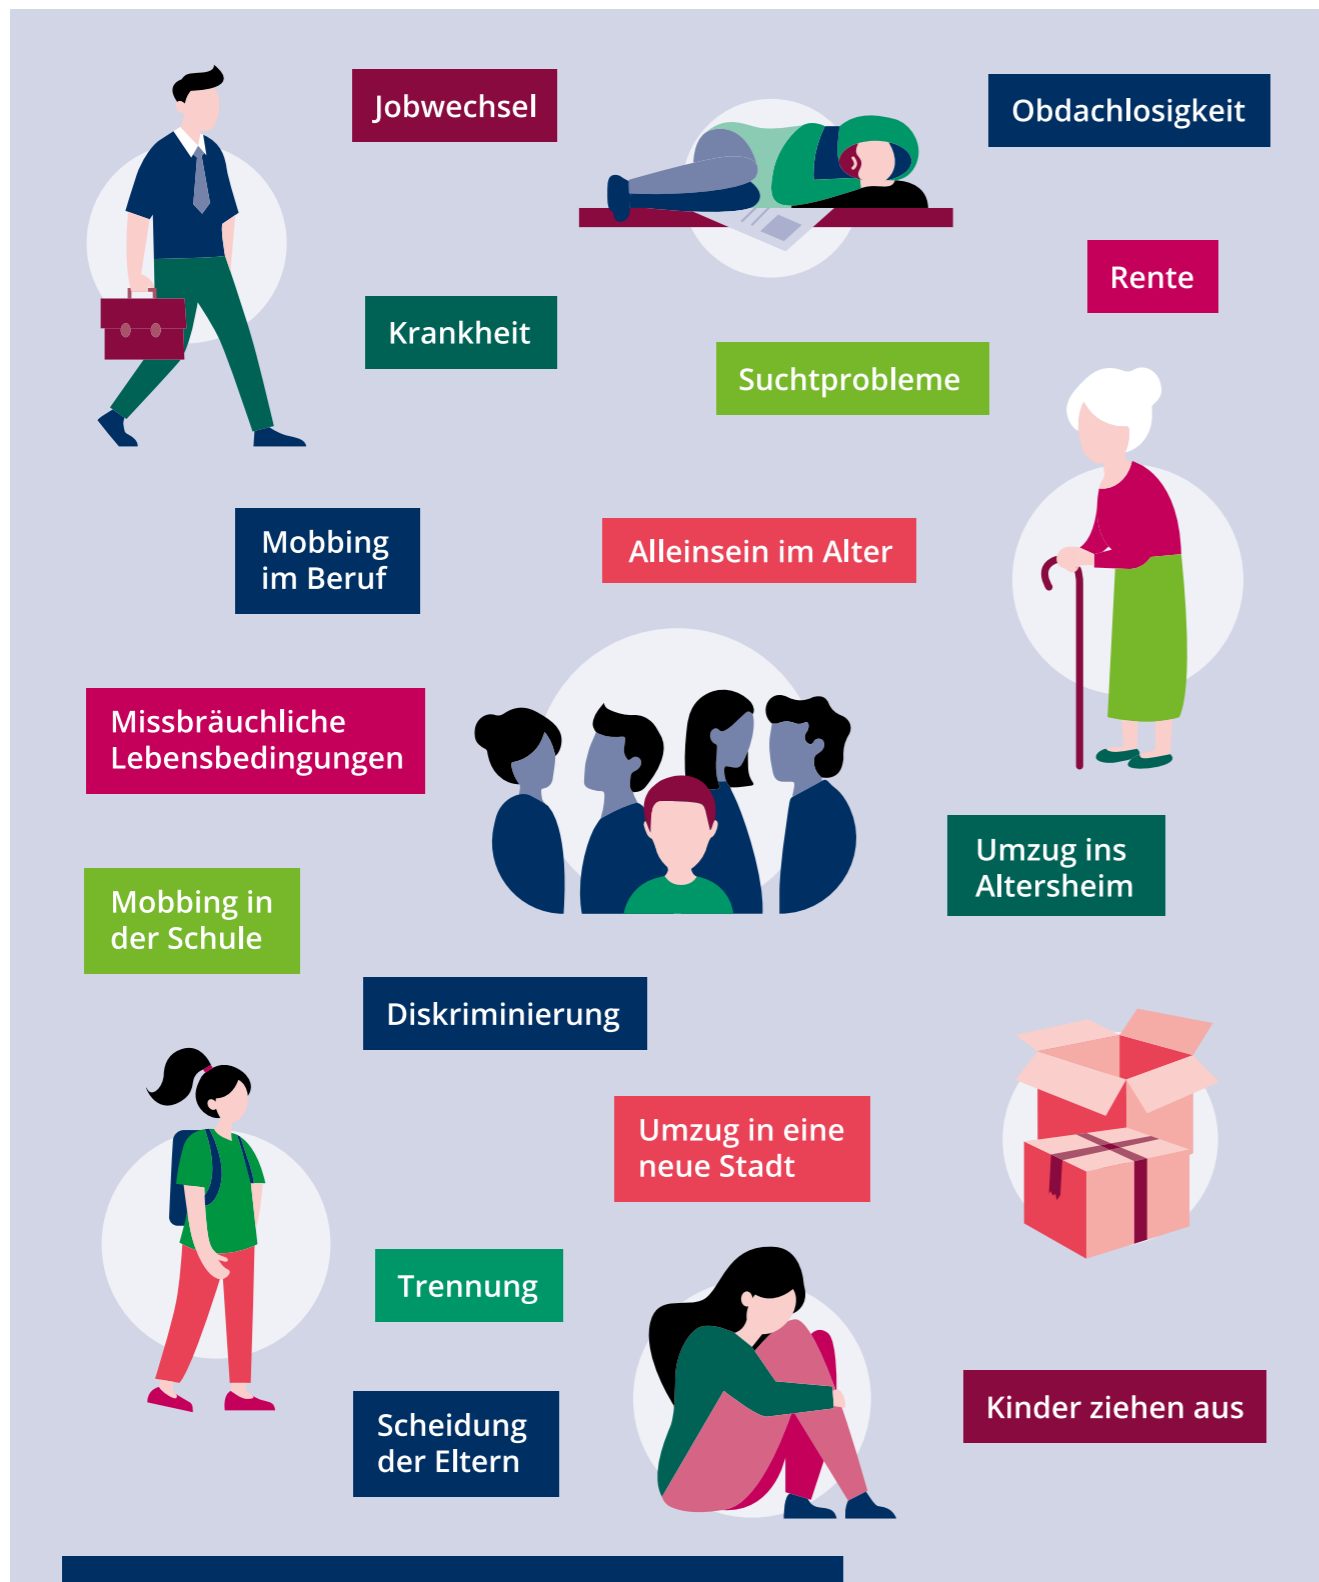 Jobwechsel
Obdachlosigkeit
Rente
Krankheit
Suchtprobleme
Mobbing
im Beruf
Alleinsein im Alter
Missbräuchliche
Lebensbedingungen
Umzug ins
Altersheim
Mobbing in
der Schule
Diskriminierung
Umzug in eine
neue Stadt
Trennung
Kinder ziehen aus
Scheidung
der Eltern